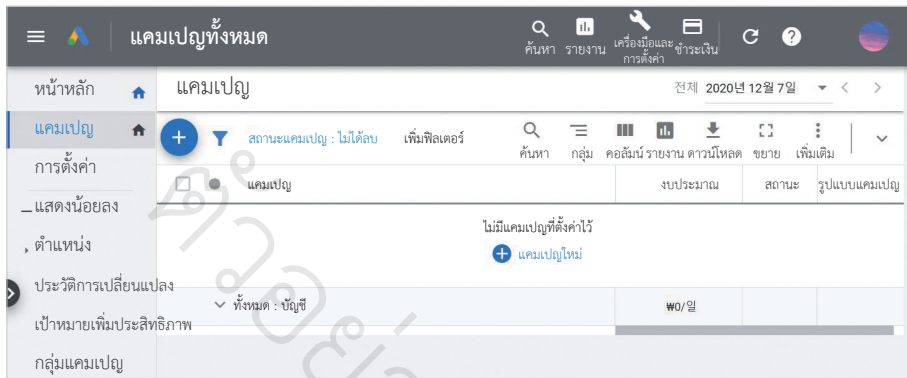 แคมเปญทั้งหมด
ค้นหา
รายงาน
เครื่องมือและ
การตั้งค่า
ชำระเงิน
หน้าหลัก
แคมเปญ
การตั้งค่า
แสดงน้อยลง
ตำแหน่ง
ประวัติการเปลี่ยนแปลง
เป้าหมายเพิ่มประสิทธิภาพ
กลุ่มแคมเปญ
แคมเปญ
전체 2020년 12월 7일
สถานะแคมเปญ : ไม่ได้ลบ เพิ่มฟิลเตอร์
ค้นหา กลุ่ม คอลัมน์ รายงาน ดาวน์โหลด ขยาย เพิ่มเติม
แคมเปญ งบประมาณ สถานะ รูปแบบแคมเปญ
ไม่มีแคมเปญที่ตั้งค่าไว้
แคมเปญใหม่
ทั้งหมด : บัญชี ₩0/일
ตัวอย่าง